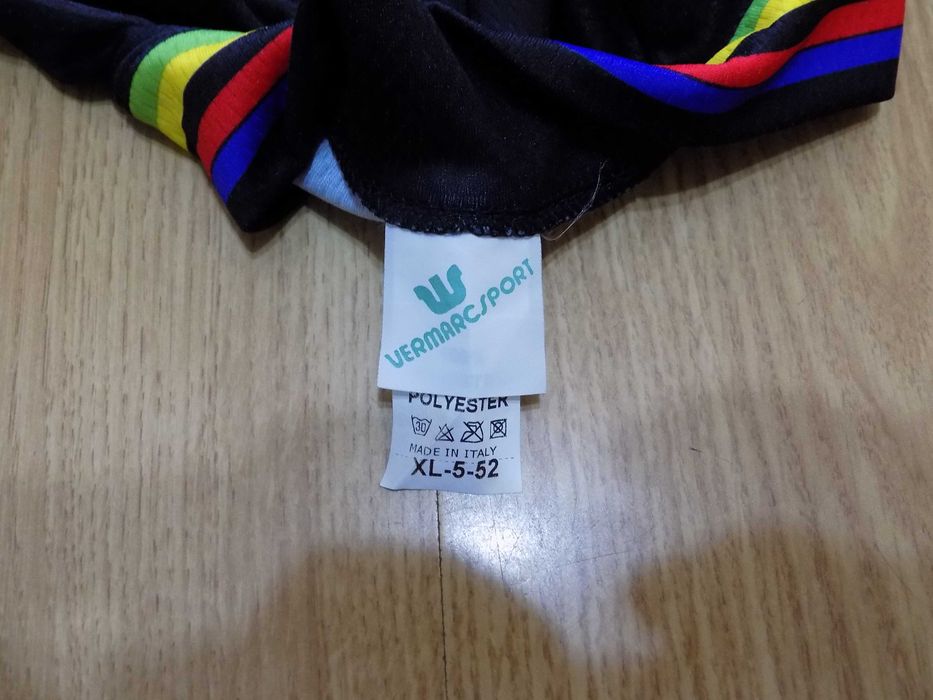 VERMARCSPORT
POLYESTER
30
MADE IN ITALY
XL-5-52